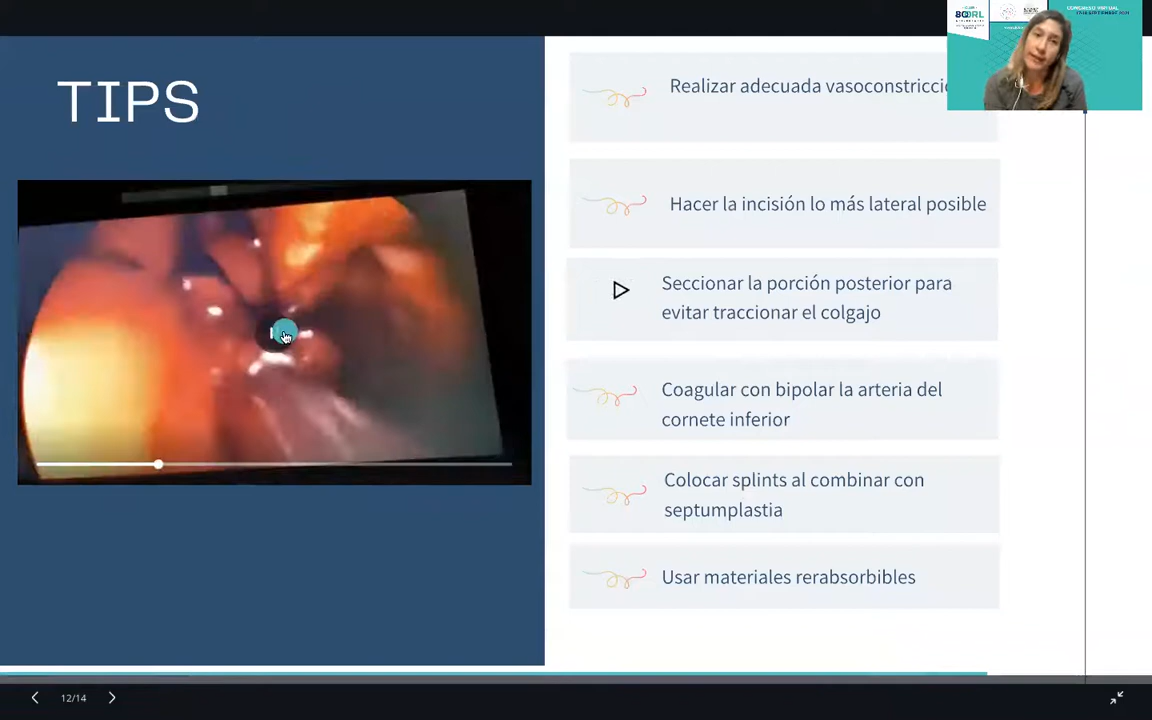 TIPS
Realizar adecuada
Hacer la incisión lo más lateral posible
Seccionar la porción posterior para
evitar traccionar el colgajo
Coagular con bipolar la arteria del
cornete inferior
Colocar splints al combinar con
septumplastia
Usar materiales rerabsorbibles
CONGRESO VIRTUAL
12/14